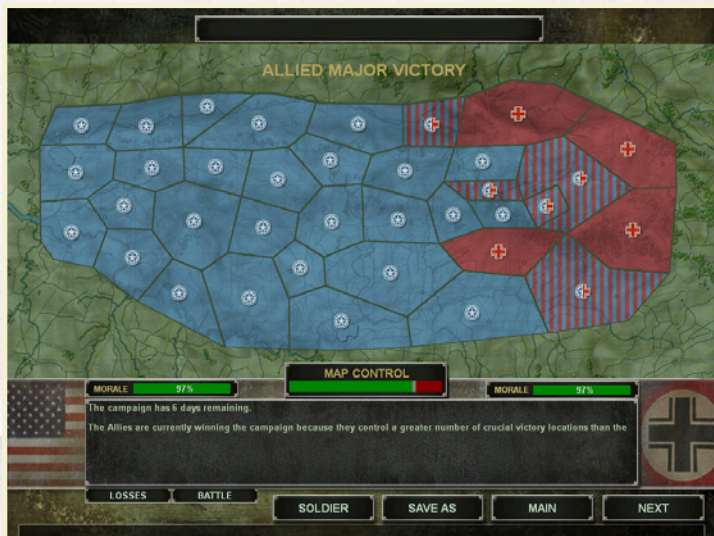 ALLIED MAJOR VICTORY
MAP CONTROL
MORALE 97%
MORALE 97%
The campaign has 6 days remaining.
The Allies are currently winning the campaign because they control a greater number of crucial victory locations than the
LOSSES
BATTLE
SOLDIER
SAVE AS
MAIN
NEXT